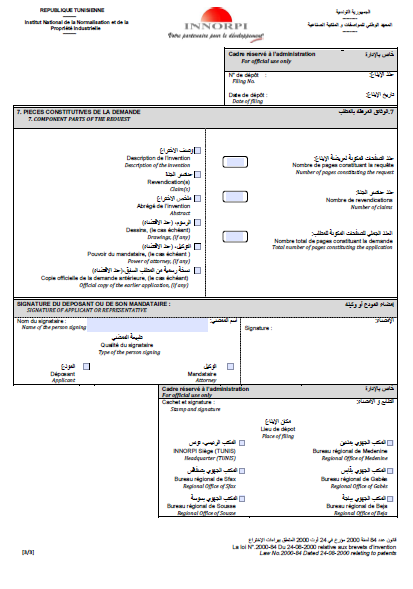 REPUBLIQUE TUNISIENNE
Institut National de la Normalisation et de la
Propriété Industrielle
INNORPI
Votre partenaire pour le développement!
الجمهورية التونسية
المعهد الوطني للمواصفات و الملكية الصناعية
Cadre réservé à l'administration خاص بالإدارة
For official use only
N° de dépôt : عدد الإيداع:
Filing No.
Date de dépôt : تاريخ الإيداع:
Date of filing
7. PIECES CONSTITUTIVES DE LA DEMANDE 7.الوثائق المرفقة بالمطلب
7. COMPONENT PARTS OF THE REQUEST
وصف الاختراع
Description de l'invention
Description of the invention
عناصر الجدة
Revendication(s)
Claim(s)
ملخص الإختراع
Abrégé de l'invention
Abstract
الرسوم، (عند الإقتضاء)
Dessins, (le cas échéant)
Drawings, (if any)
التوكيل، (عند الإقتضاء)
Pouvoir du mandataire, (le cas échéant)
Power of attorney, (if any)
نسخة رسمية من المطلب السابق،(عند الإقتضاء)
Copie officielle de la demande antérieure, (le cas échéant)
Official copy of the earlier application, (if any)
عدد الصفحات المكونة لعريضة الإيداع:
Nombre de pages constituant la requête
Number of pages constituting the request
عدد عناصر الجدة:
Nombre de revendications
Number of claims
العدد الجملي للصفحات المكونة للمطلب:
Nombre total de pages constituant la demande
Total number of pages constituting the application
SIGNATURE DU DEPOSANT OU DE SON MANDATAIRE : إمضاء المودع أو وكيله
SIGNATURE OF APPLICANT OR REPRESENTATIVE
Nom du signataire : اسم الممضي:
Name of the person signing
صفة الممضي
Qualité du signataire
Type of the person signing
المودع
Déposant
Applicant
الوكيل
Mandataire
Attorney
الإمضاء:
Signature :
Cadre réservé à l'administration خاص بالإدارة
For official use only
Cachet et signature : الختم و الإمضاء:
Stamp and signature
مكان الإيداع
Lieu de dépôt
Place of filing
المكتب الرئيسي، تونس
INNORPI Siège (TUNIS)
Headquarter (TUNIS)
المكتب الجهوي بمدنين
Bureau régional de Medenine
Regional Office of Medenine
المكتب الجهوي بصفاقس
Bureau régional de Sfax
Regional Office of Sfax
المكتب الجهوي بقابس
Bureau régional de Gabès
Regional Office of Gabès
المكتب الجهوي بسوسة
Bureau régional de Sousse
Regional Office of Sousse
المكتب الجهوي بباجة
Bureau régional de Beja
Regional Office of Beja
قانون عدد 84 لسنة 2000 مؤرخ في 24 أوت 2000 المتعلق ببراءات الإختراع
La loi N°.2000-84 Du 24-08-2000 relative aux brevets d'invention
Law No.2000-84 Dated 24-08-2000 relating to patents
[3/3]